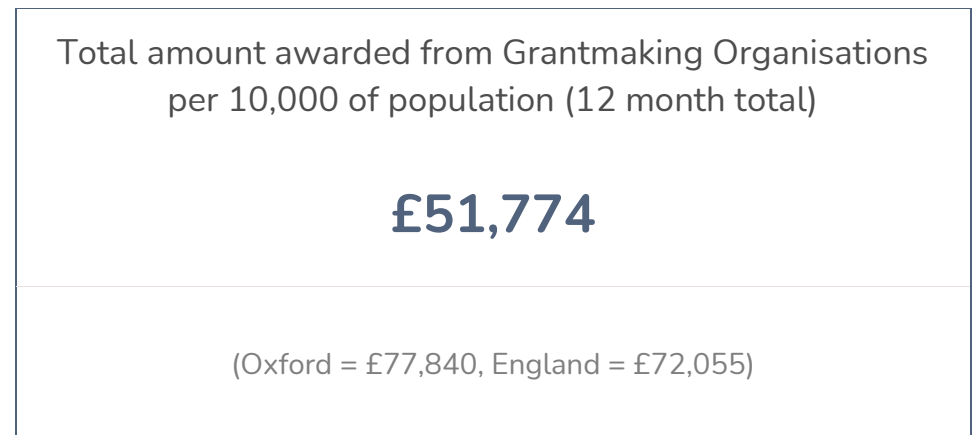 Total amount awarded from Grantmaking Organisations
per 10,000 of population (12 month total)
£51,774
(Oxford = £77,840, England = £72,055)